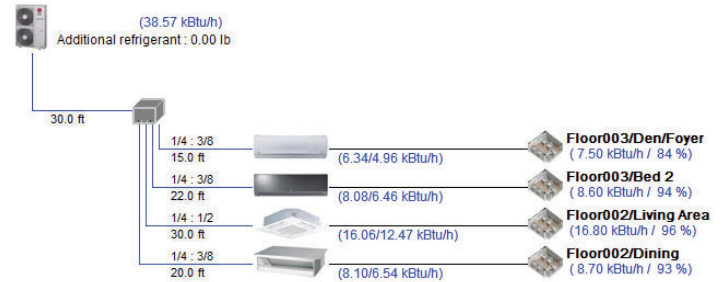 (38.57 kBtu/h)
Additional refrigerant : 0.00 lb
30.0 ft
1/4 : 3/8
15.0 ft
(6.34/4.96 kBtu/h)
Floor003/Den/Foyer
( 7.50 kBtu/h / 84 %)
1/4 : 3/8
22.0 ft
(8.08/6.46 kBtu/h)
Floor003/Bed 2
( 8.60 kBtu/h / 94 %)
1/4 : 1/2
30.0 ft
(16.06/12.47 kBtu/h)
Floor002/Living Area
(16.80 kBtu/h / 96 %)
1/4 : 3/8
20.0 ft
(8.10/6.54 kBtu/h)
Floor002/Dining
( 8.70 kBtu/h / 93 %)